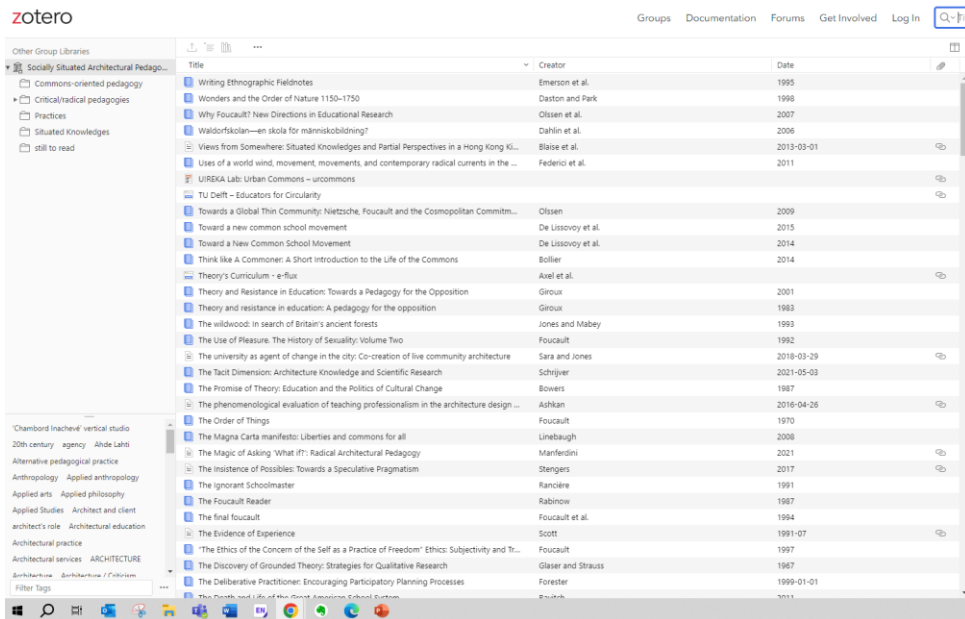 zotero
Groups Documentation Forums Get Involved Log In
Other Group Libraries
Socially Situated Architectural Pedago...
Commons-oriented pedagogy
Critical/radical pedagogies
Practices
Situated Knowledges
still to read
Title Creator Date
Writing Ethnographic Fieldnotes Emerson et al. 1995
Wonders and the Order of Nature 1150–1750 Daston and Park 1998
Why Foucault? New Directions in Educational Research Olssen et al. 2007
Waldorfskolan—en skola för människobildning? Dahlin et al. 2006
Views from Somewhere: Situated Knowledges and Partial Perspectives in a Hong Kong Ki... Blaise et al. 2013-03-01
Uses of a world wind, movement, movements, and contemporary radical currents in the ... Federici et al. 2011
U!REKA Lab: Urban Commons – urcommons
TU Delft – Educators for Circularity
Towards a Global Thin Community: Nietzsche, Foucault and the Cosmopolitan Commitm... Olssen 2009
Toward a new common school movement De Lissovoy et al. 2015
Toward a New Common School Movement De Lissovoy et al. 2014
Think like A Commoner: A Short Introduction to the Life of the Commons Bollier 2014
Theory's Curriculum - e-flux Axel et al.
Theory and Resistance in Education: Towards a Pedagogy for the Opposition Giroux 2001
Theory and resistance in education: A pedagogy for the opposition Giroux 1983
The wildwood: In search of Britain's ancient forests Jones and Mabey 1993
The Use of Pleasure. The History of Sexuality: Volume Two Foucault 1992
The university as agent of change in the city: Co-creation of live community architecture Sara and Jones 2018-03-29
The Tacit Dimension: Architecture Knowledge and Scientific Research Schrijver 2021-05-03
The Promise of Theory: Education and the Politics of Cultural Change Bowers 1987
The phenomenological evaluation of teaching professionalism in the architecture design ... Ashkan 2016-04-26
The Order of Things Foucault 1970
The Magna Carta manifesto: Liberties and commons for all Linebaugh 2008
The Magic of Asking 'What if?': Radical Architectural Pedagogy Manferdini 2021
The Insistence of Possibles: Towards a Speculative Pragmatism Stengers 2017
The Ignorant Schoolmaster Rancière 1991
The Foucault Reader Rabinow 1987
The final foucault Foucault et al. 1994
The Evidence of Experience Scott 1991-07
"The Ethics of the Concern of the Self as a Practice of Freedom" Ethics: Subjectivity and Tr... Foucault 1997
The Discovery of Grounded Theory: Strategies for Qualitative Research Glaser and Strauss 1967
The Deliberative Practitioner: Encouraging Participatory Planning Processes Forester 1999-01-01
The Death and Life of the Great American School System Ravitch 2011
'Chambord Inachevé' vertical studio
20th century agency Ahde Lahti
Alternative pedagogical practice
Anthropology Applied anthropology
Applied arts Applied philosophy
Applied Studies Architect and client
architect's role Architectural education
Architectural practice
Architectural services ARCHITECTURE
Architecture Architecture / Criticism
Filter Tags